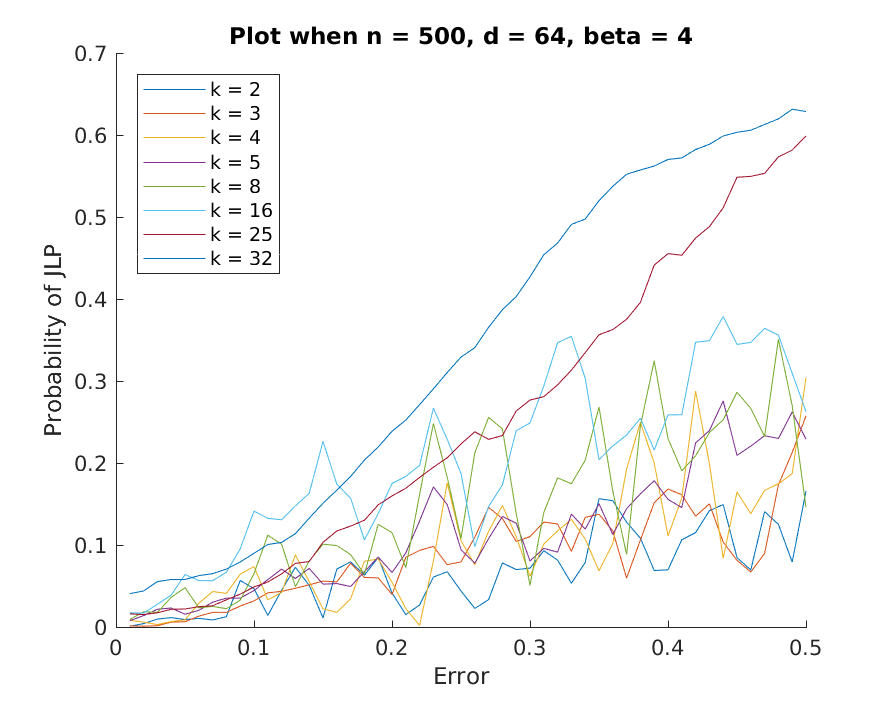 Plot when n = 500, d = 64, beta = 4
0.7
0.6
0.5
0.4
0.3
0.2
0.1
0
k = 2
k = 3
k = 4
k = 5
k = 8
k = 16
k = 25
k = 32
Probability of JLP
0
0.1
0.2
0.3
0.4
0.5
Error